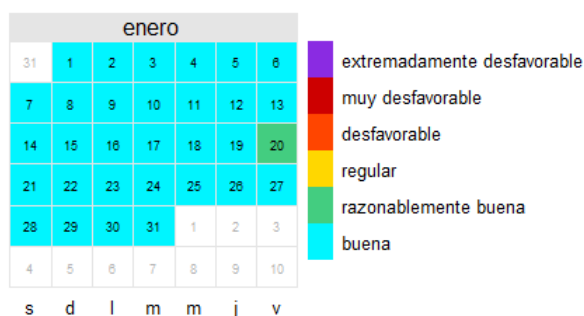 enero
31 1 2 3 4 5 6
7 8 9 10 11 12 13
14 15 16 17 18 19 20
21 22 23 24 25 26 27
28 29 30 31 1 2 3
4 5 6 7 8 9 10
s d l m m j v
extremadamente desfavorable
muy desfavorable
desfavorable
regular
razonablemente buena
buena